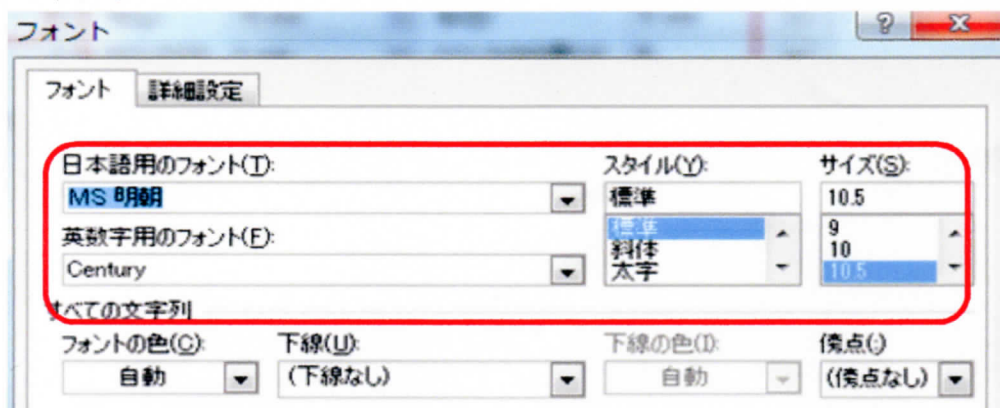 フォント
フォント 詳細設定
日本語用のフォント(T): スタイル(Y): サイズ(S):
MS 明朝 標準 10.5
英数字用のフォント(F): 標準 9
斜体 10
Century 太字 10.5
すべての文字列
フォントの色(C): 下線(U): 下線の色(I): 傍点(:)
自動 (下線なし) 自動 (傍点なし)